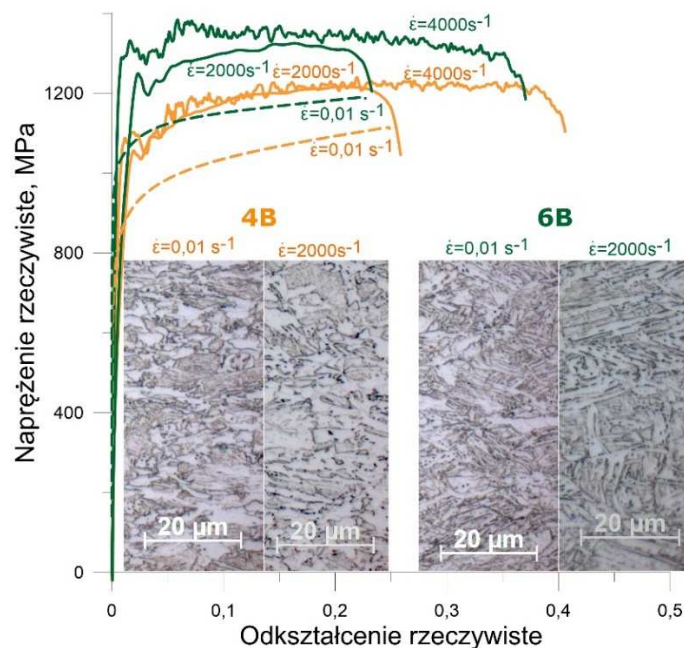 Naprężenie rzeczywiste, MPa
1200
800
400
0
ε̇=4000s-1
ε̇=2000s-1
ε̇=2000s-1
ε̇=4000s-1
ε̇=0,01 s-1
ε̇=0,01 s-1
4B
6B
ε̇=0,01 s-1
ε̇=2000s-1
ε̇=0,01 s-1
ε̇=2000s-1
20 µm
20 µm
20 µm
20 µm
0
0,1
0,2
0,3
0,4
0,5
Odkształcenie rzeczywiste